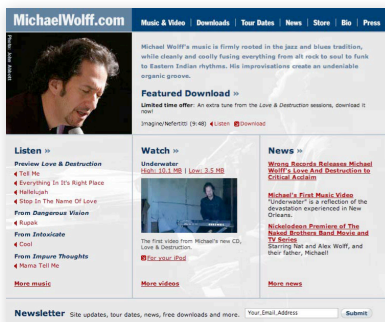 MichaelWolff.com
Music & Video | Downloads | Tour Dates | News | Store | Bio | Press
Photo: John Abbott
Michael Wolff's music is firmly rooted in the jazz and blues tradition,
while cleanly and coolly fusing everything from alt rock to soul to funk
to Eastern Indian rhythms. His improvisations create an undeniable
organic groove.
Featured Download »
Limited time offer: An extra tune from the Love & Destruction sessions, download it
now!
Imagine/Nefertitti (9:48) Listen Download
Listen »
Preview Love & Destruction
Tell Me
Everything In It's Right Place
Hallelujah
Stop In The Name Of Love
From Dangerous Vision
Rupak
From Intoxicate
Cool
From Impure Thoughts
Mama Tell Me
More music
Watch »
Underwater
High: 10.1 MB | Low: 3.5 MB
The first video from Michael's new CD,
Love & Destruction.
For your iPod
More videos
News »
Wrong Records Releases Michael
Wolff's Love And Destruction to
Critical Acclaim
Michael's First Music Video
"Underwater" is a reflection of the
devastation experienced in New
Orleans.
Nickelodeon Premiere of The
Naked Brothers Band Movie and
TV Series
Starring Nat and Alex Wolff, and
their father, Michael!
More news
Newsletter Site updates, tour dates, news, free downloads and more. Your_Email_Address Submit